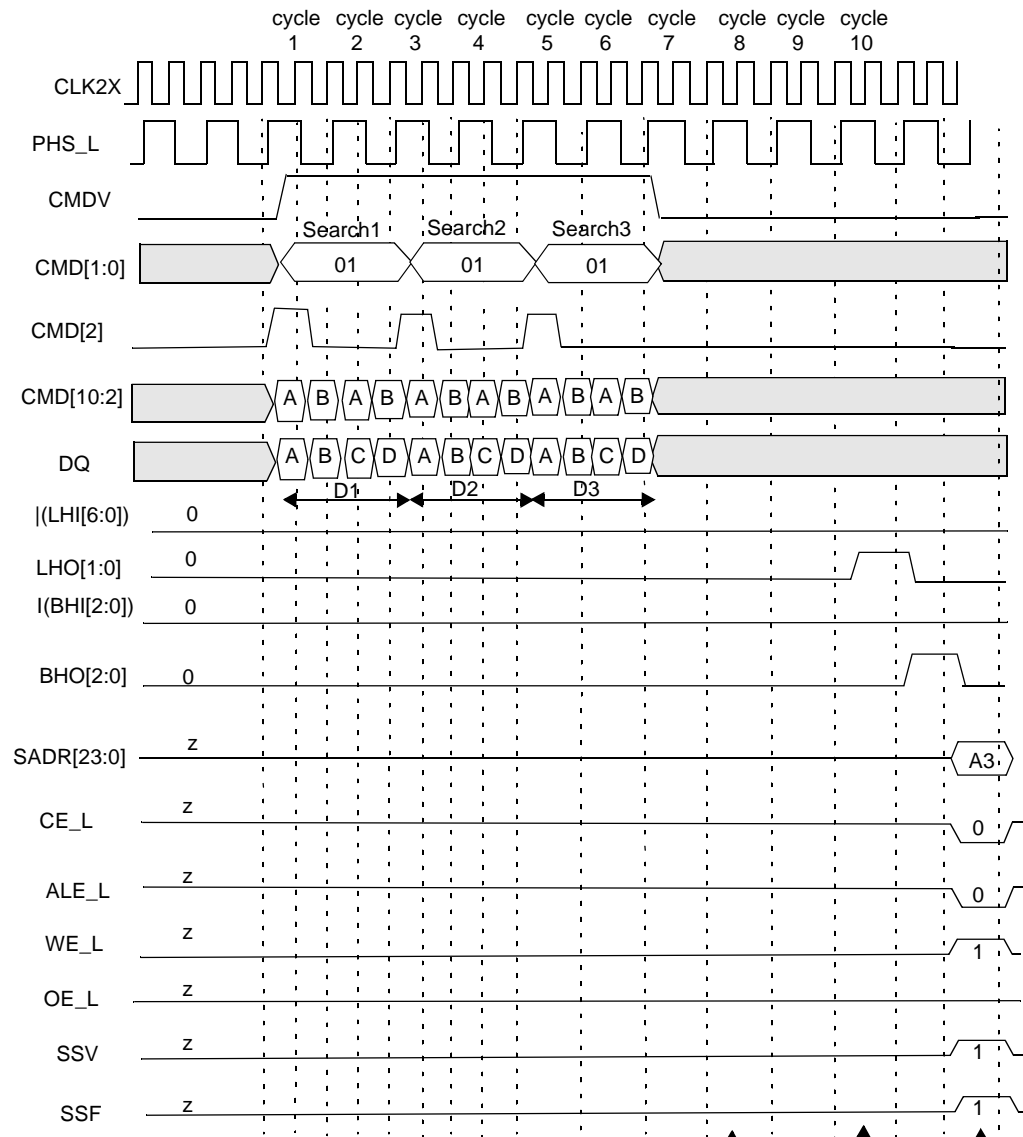 cycle cycle cycle cycle cycle cycle cycle cycle cycle cycle
1 2 3 4 5 6 7 8 9 10
CLK2X
PHS_L
CMDV
Search1 Search2 Search3
CMD[1:0] 01 01 01
CMD[2]
CMD[10:2] A B A B A B A B A B A B
DQ A B C D A B C D A B C D
D1 D2 D3
|(LHI[6:0]) 0
LHO[1:0] 0
I(BHI[2:0]) 0
BHO[2:0] 0
SADR[23:0] z A3
CE_L z 0
ALE_L z 0
WE_L z 1
OE_L z
SSV z 1
SSF z 1